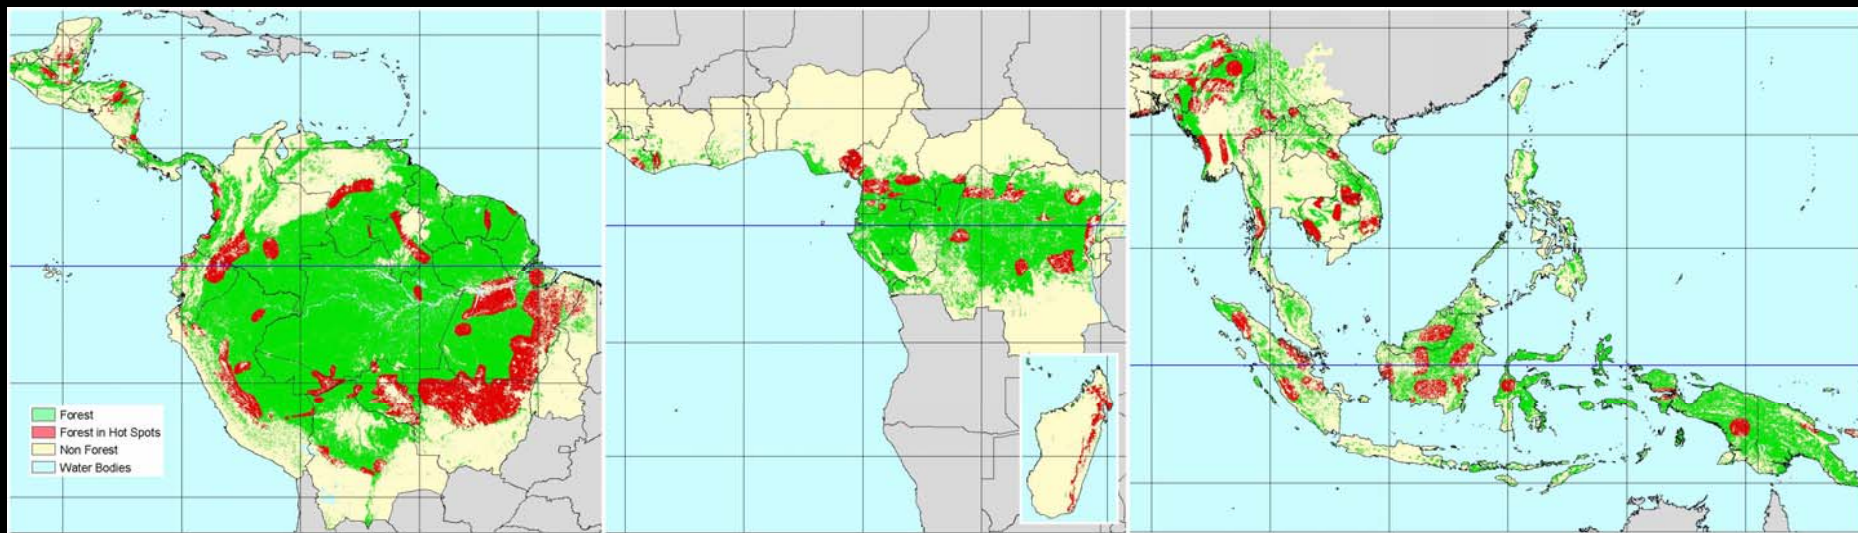 Forest
Forest in Hot Spots
Non Forest
Water Bodies